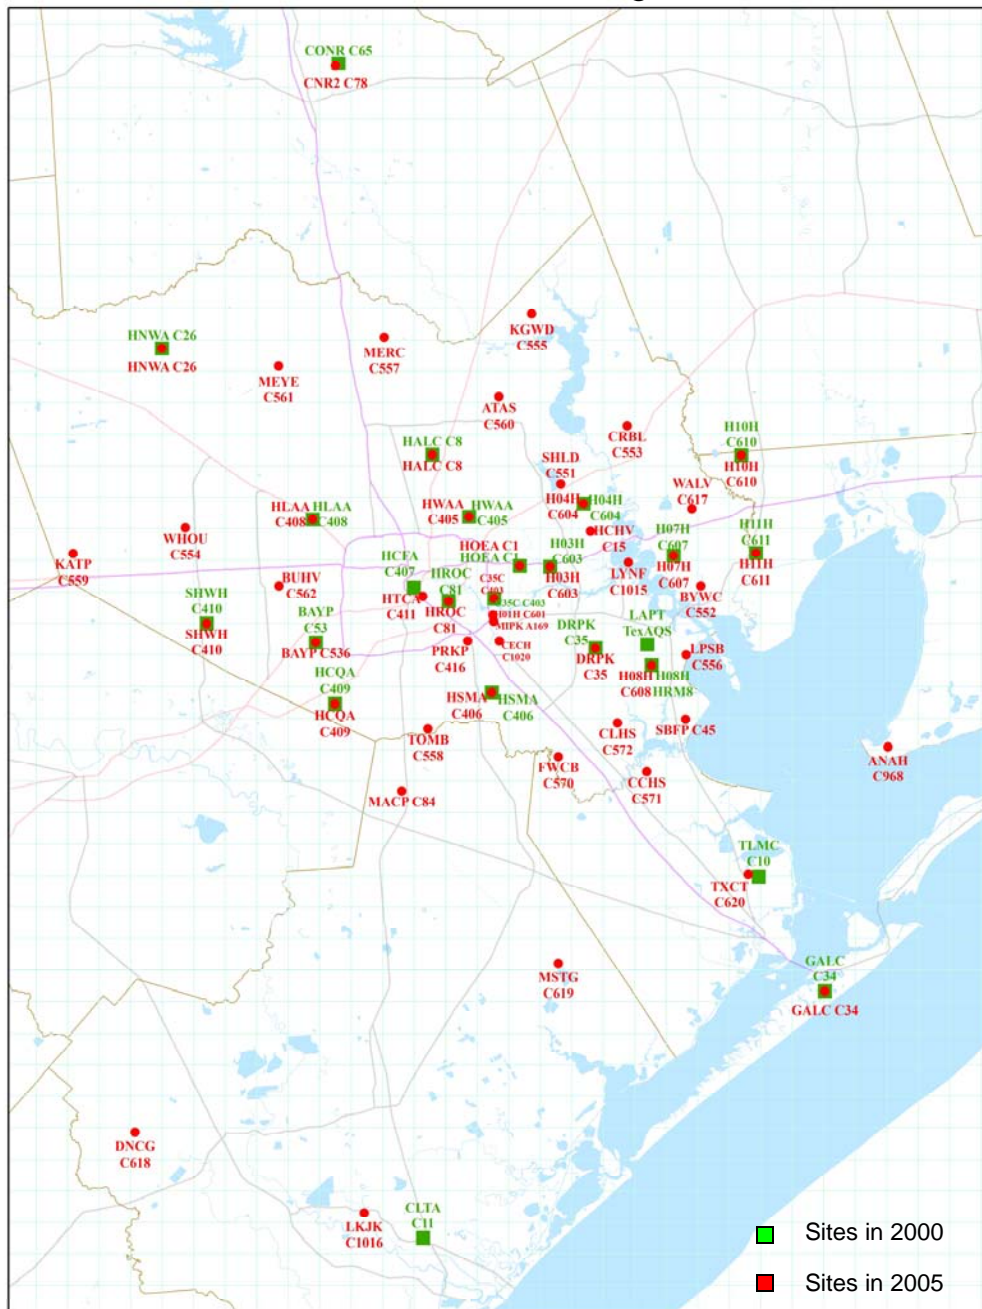 CONR C65
CNR2 C78
KGWD
C555
HNWA C26
HNWA C26
MERC
C557
MEYE
C561
ATAS
C560
CRBL
C553
HALC C8
HALC C8
H10H
C610
H10H
C610
SHLD
C551
WALV
C617
H04H
C604
H04H
C604
HLAA
C408
HLAA
C408
HWAA
C405
HWAA
C405
WHOU
C554
HCHV
C15
H07H
C607
H07H
C607
H11H
C611
H11H
C611
KATP
C559
HOEA C1
HOEA C1
H03H
C603
H03H
C603
LYNF
C1015
BYWC
C552
BUHV
C562
HCFA
C407
HTCA
C411
HROC
C81
HROC
C81
C35C
C403
C35C C403
H01H C601
MIPK A169
SHWH
C410
SHWH
C410
BAYP
C53
BAYP C536
PRKP
C416
CECH
C1020
DRPK
C35
DRPK
C35
LAPT
TexAQS
LPSB
C556
H08H
C608
H08H
HRM8
HCQA
C409
HCQA
C409
HSMA
C406
HSMA
C406
TOMB
C558
CLHS
C572
SBFP C45
FWCB
C570
CCHS
C571
ANAH
C968
MACP C84
TLMC
C10
TXCT
C620
MSTG
C619
GALC
C34
GALC C34
DNCG
C618
LKJK
C1016
CLTA
C11
Sites in 2000
Sites in 2005